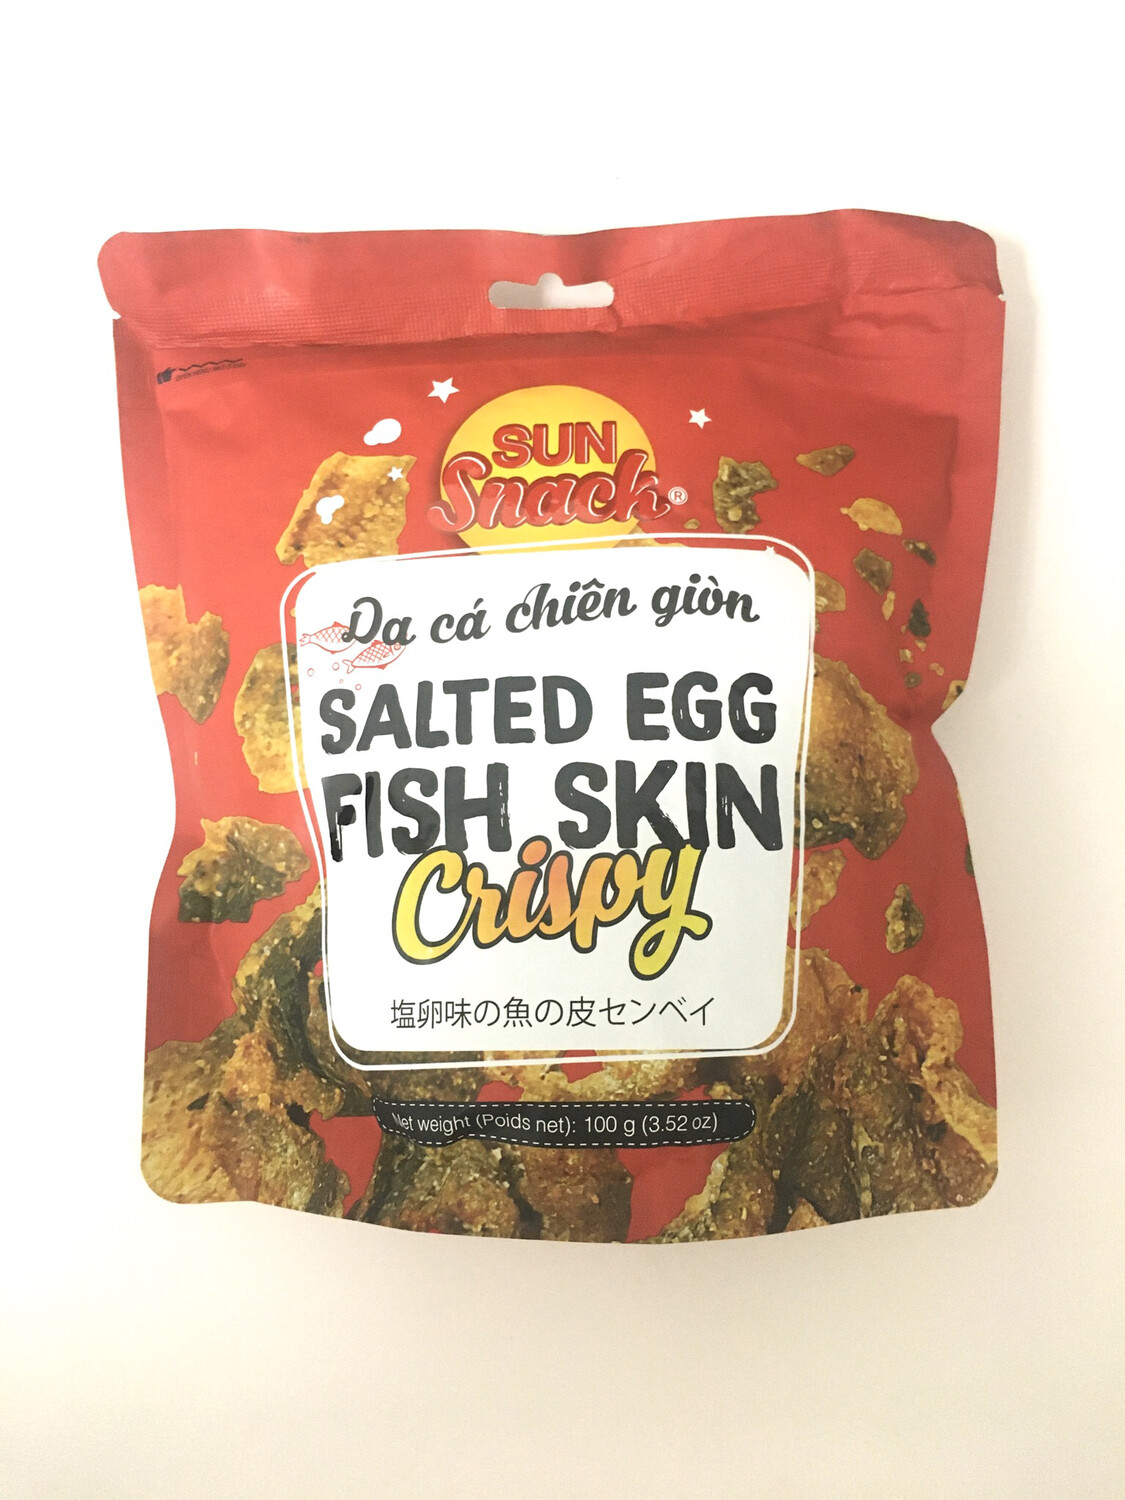 SUN
Snack®
Da cá chiên giòn
SALTED EGG
FISH SKIN
Crispy
塩卵味の魚の皮センベイ
Net weight (Poids net): 100 g (3.52 oz)